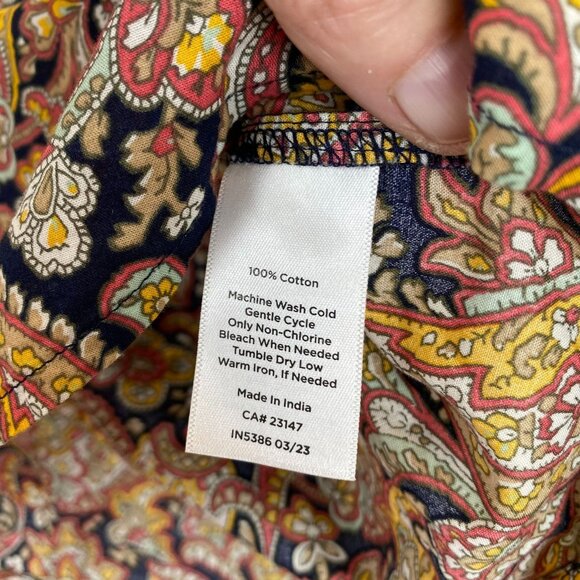 100% Cotton
Machine Wash Cold
Gentle Cycle
Only Non-Chlorine
Bleach When Needed
Tumble Dry Low
Warm Iron, If Needed
Made In India
CA# 23147
IN5386 03/23